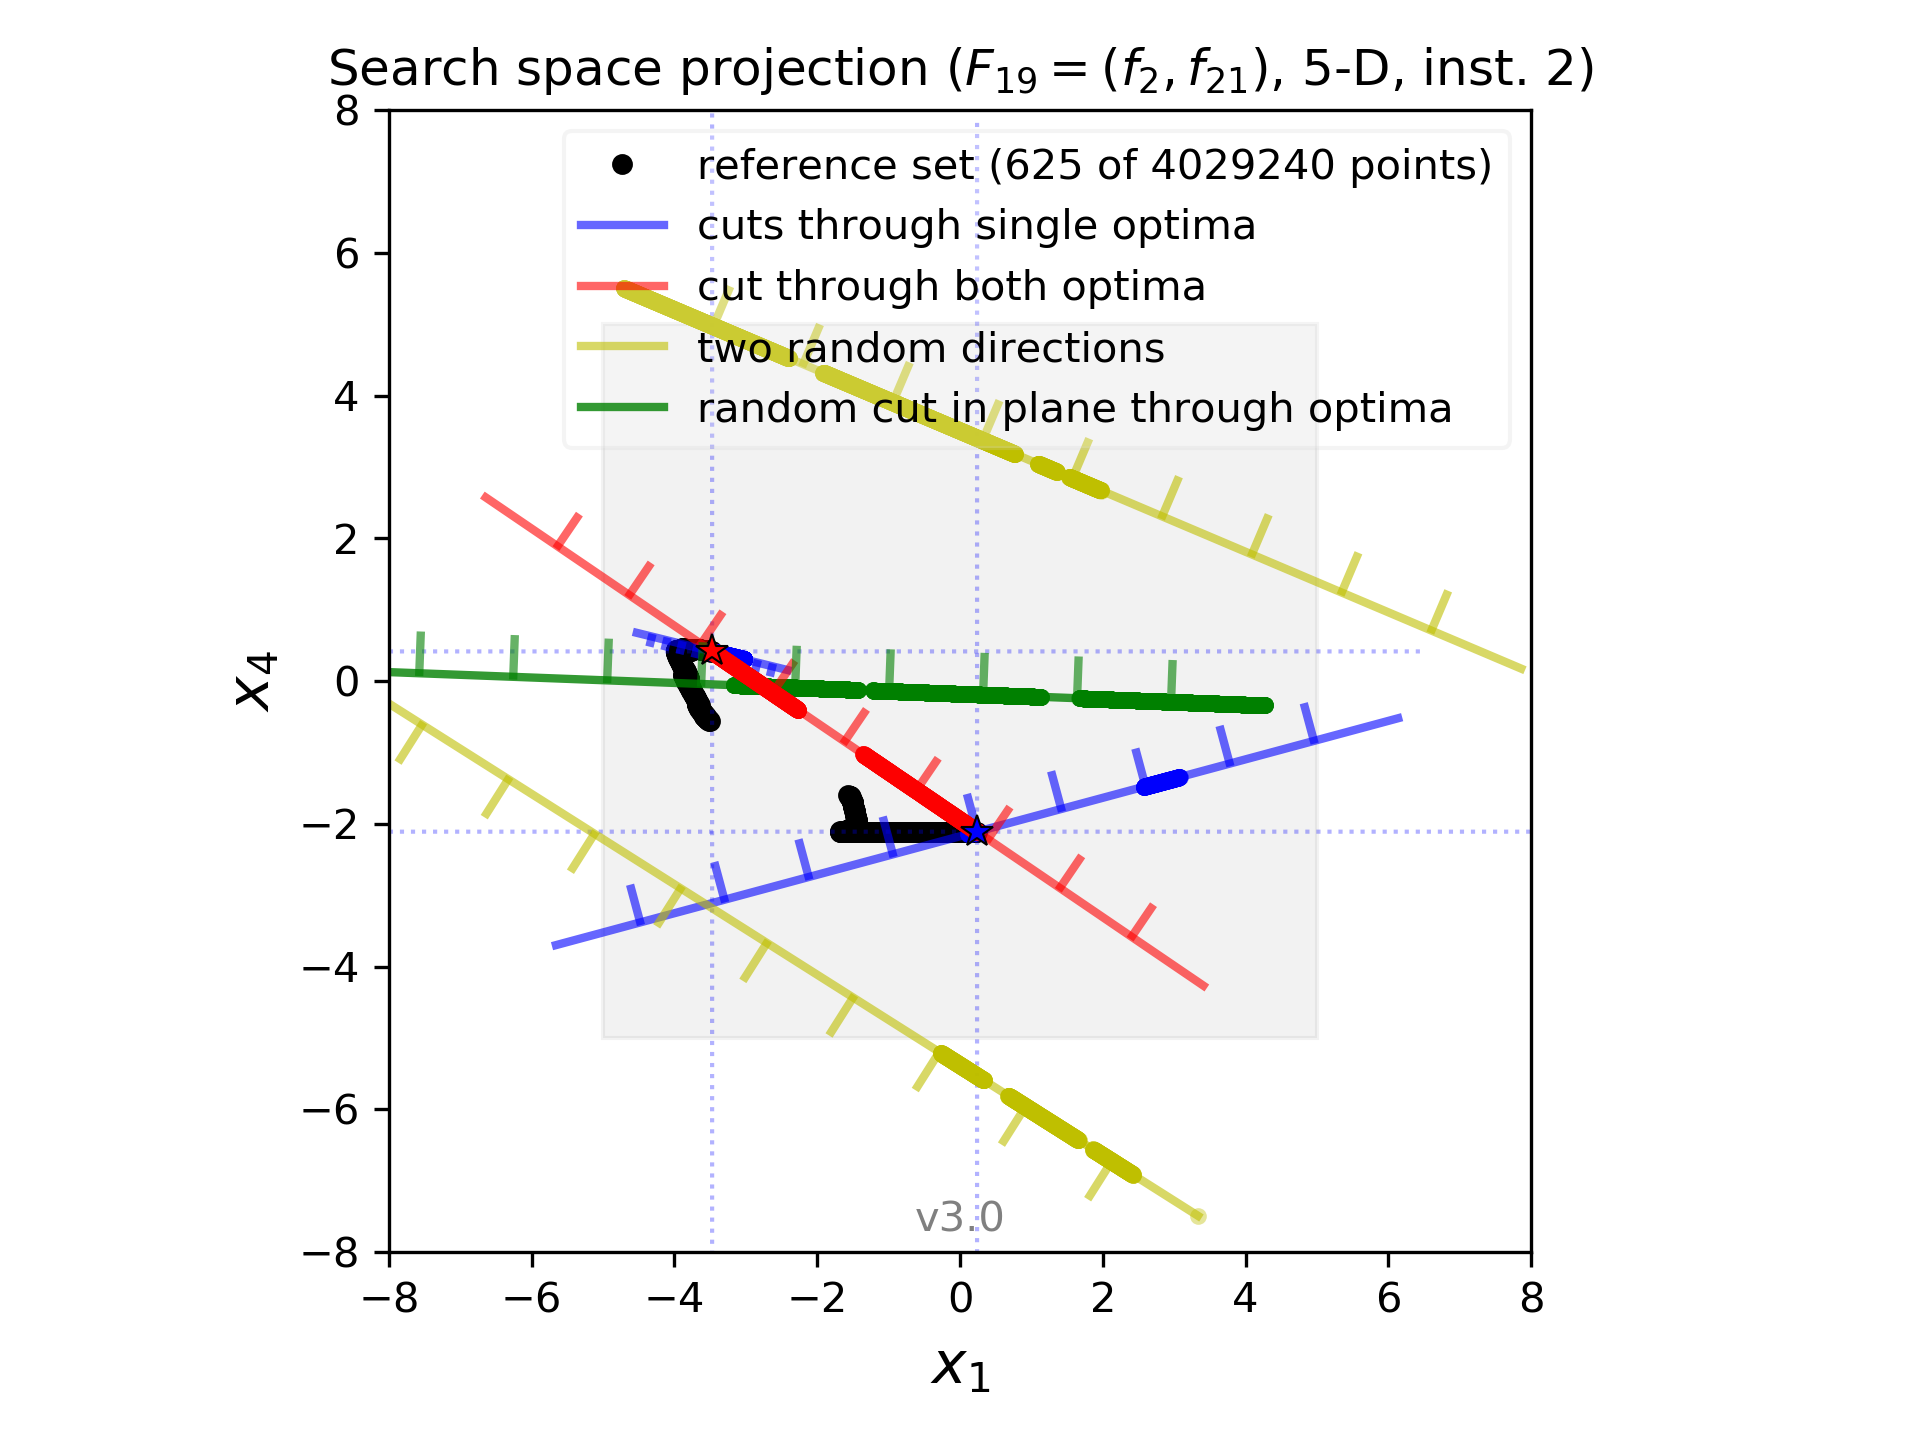 Search space projection (F₁₉ = (f₂, f₂₁), 5-D, inst. 2)
8
6
4
2
0
−2
−4
−6
−8
x₄
reference set (625 of 4029240 points)
cuts through single optima
cut through both optima
two random directions
random cut in plane through optima
v3.0
−8 −6 −4 −2 0 2 4 6 8
x₁